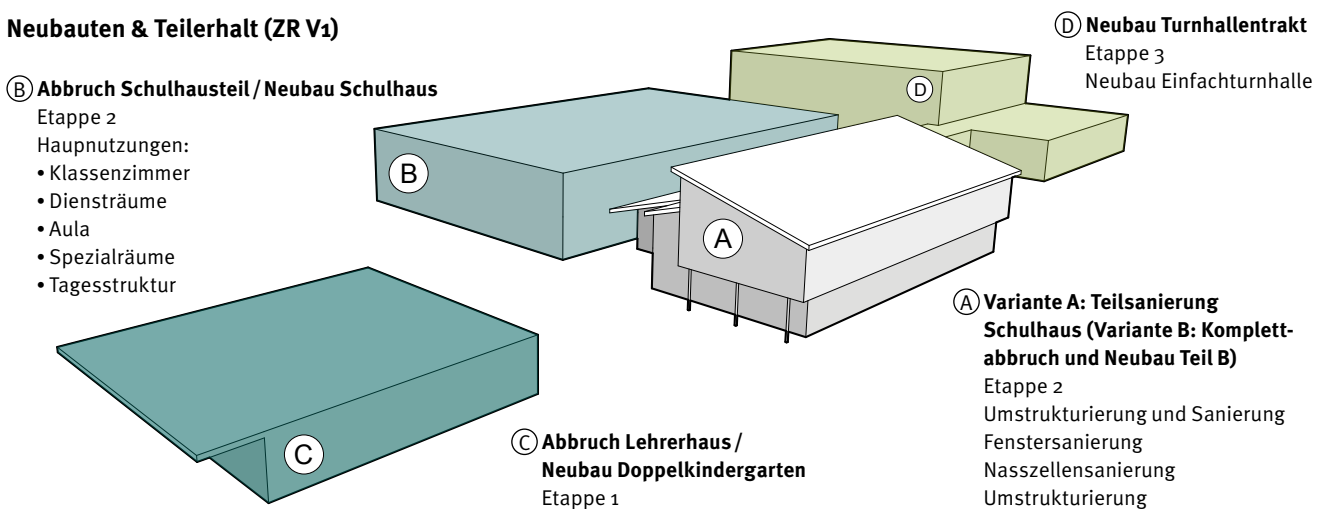 Neubauten & Teilerhalt (ZR V1)
B Abbruch Schulhausteil / Neubau Schulhaus
Etappe 2
Haupnutzungen:
• Klassenzimmer
• Diensträume
• Aula
• Spezialräume
• Tagesstruktur
D Neubau Turnhallentrakt
Etappe 3
Neubau Einfachturnhalle
D
B
A
C
A Variante A: Teilsanierung
Schulhaus (Variante B: Komplett-
abbruch und Neubau Teil B)
Etappe 2
Umstrukturierung und Sanierung
Fenstersanierung
Nasszellensanierung
Umstrukturierung
C Abbruch Lehrerhaus /
Neubau Doppelkindergarten
Etappe 1